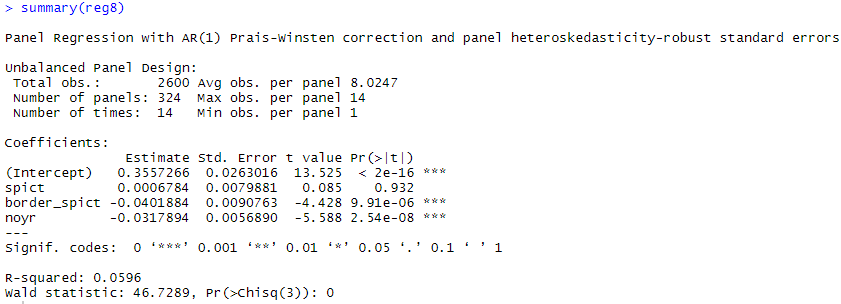 > summary(reg8)
Panel Regression with AR(1) Prais-Winsten correction and panel heteroskedasticity-robust standard errors
Unbalanced Panel Design:
Total obs.: 2600 Avg obs. per panel 8.0247
Number of panels: 324 Max obs. per panel 14
Number of times: 14 Min obs. per panel 1
Coefficients:
Estimate Std. Error t value Pr(>|t|)
(Intercept) 0.3557266 0.0263016 13.525 < 2e-16 ***
spict 0.0006784 0.0079881 0.085 0.932
border_spict -0.0401884 0.0090763 -4.428 9.91e-06 ***
noyr -0.0317894 0.0056890 -5.588 2.54e-08 ***
---
Signif. codes: 0 ‘***’ 0.001 ‘**’ 0.01 ‘*’ 0.05 ‘.’ 0.1 ‘ ’ 1
R-squared: 0.0596
Wald statistic: 46.7289, Pr(>Chisq(3)): 0